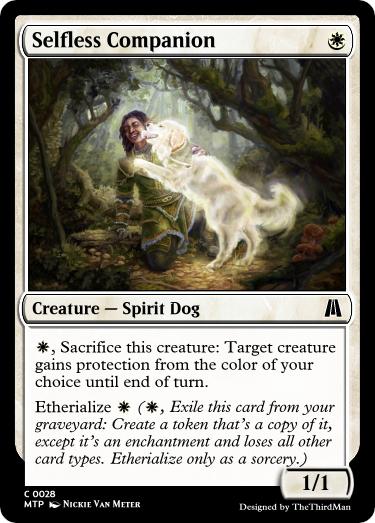 Selfless Companion
Creature — Spirit Dog
, Sacrifice this creature: Target creature
gains protection from the color of your
choice until end of turn.
Etherialize (, Exile this card from your
graveyard: Create a token that's a copy of it,
except it's an enchantment and loses all other
card types. Etherialize only as a sorcery.)
1/1
C 0028
MTP Nickie Van Meter
Designed by TheThirdMan